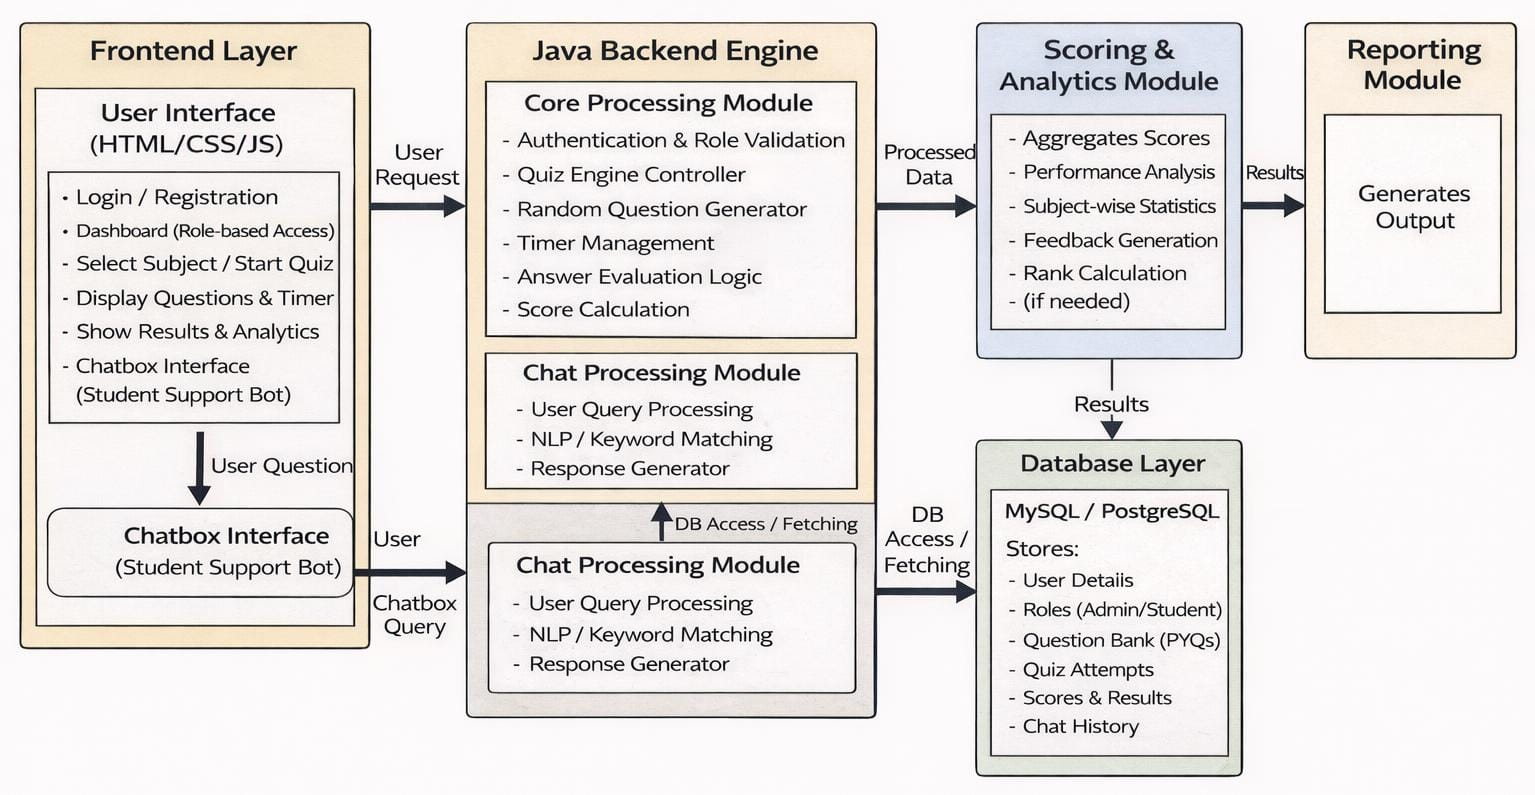 Frontend Layer
User Interface
(HTML/CSS/JS)
• Login / Registration
• Dashboard (Role-based Access)
- Select Subject / Start Quiz
- Display Questions & Timer
- Show Results & Analytics
- Chatbox Interface
(Student Support Bot)
User Question
Chatbox Interface
(Student Support Bot)
User
Request
User
Chatbox
Query
Java Backend Engine
Core Processing Module
- Authentication & Role Validation
- Quiz Engine Controller
- Random Question Generator
- Timer Management
- Answer Evaluation Logic
- Score Calculation
Chat Processing Module
- User Query Processing
- NLP / Keyword Matching
- Response Generator
DB Access / Fetching
Chat Processing Module
- User Query Processing
- NLP / Keyword Matching
- Response Generator
Processed
Data
DB
Access /
Fetching
Scoring &
Analytics Module
- Aggregates Scores
- Performance Analysis
- Subject-wise Statistics
- Feedback Generation
- Rank Calculation
- (if needed)
Results
Results
Database Layer
MySQL / PostgreSQL
Stores:
- User Details
- Roles (Admin/Student)
- Question Bank (PYQs)
- Quiz Attempts
- Scores & Results
- Chat History
Reporting
Module
Generates
Output